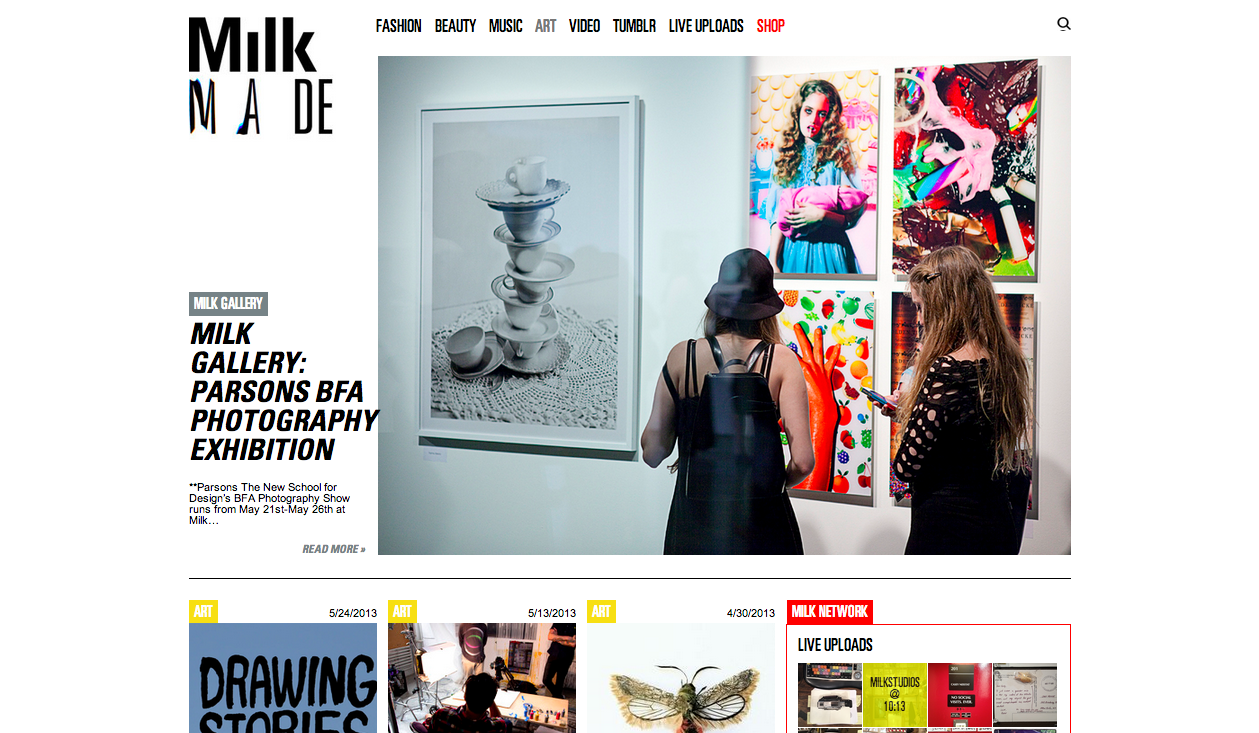 Milk
MADE
FASHION BEAUTY MUSIC ART VIDEO TUMBLR LIVE UPLOADS SHOP
MILK GALLERY
MILK
GALLERY:
PARSONS BFA
PHOTOGRAPHY
EXHIBITION
**Parsons The New School for
Design's BFA Photography Show
runs from May 21st-May 26th at
Milk...
READ MORE »
ART 5/24/2013
DRAWING
STORIES
ART 5/13/2013
ART 4/30/2013
MILK NETWORK
LIVE UPLOADS
MILKSTUDIOS
@
10:13
NO SOCIAL
VISITS, EVER.